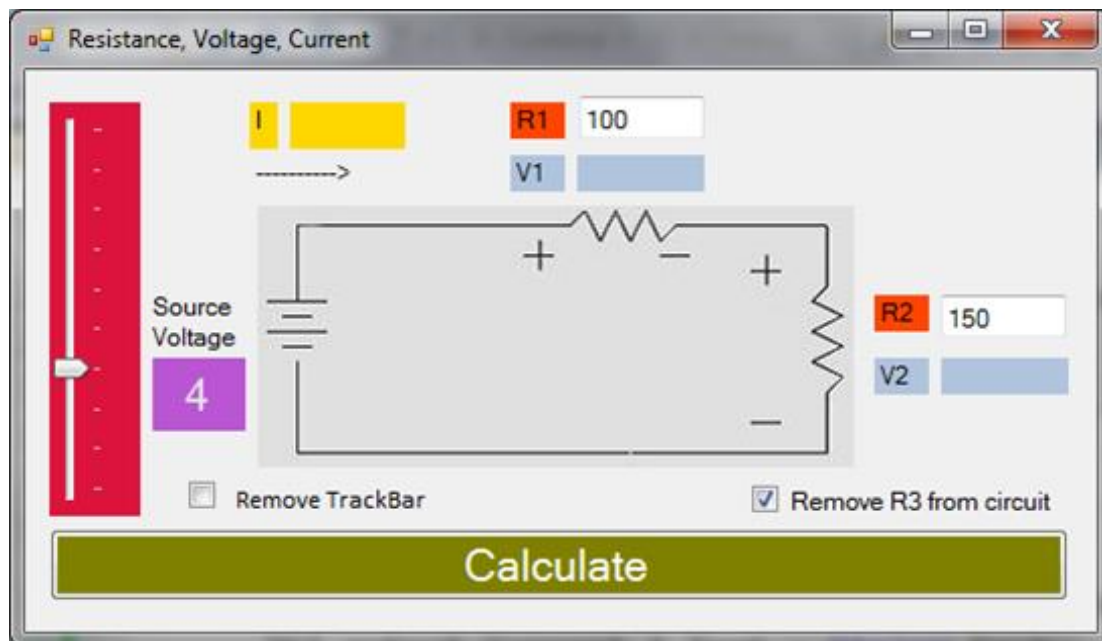 Resistance, Voltage, Current
I
R1 100
---------->
V1
+ −
+
Source
Voltage
R2 150
4
V2
−
Remove TrackBar
Remove R3 from circuit
Calculate